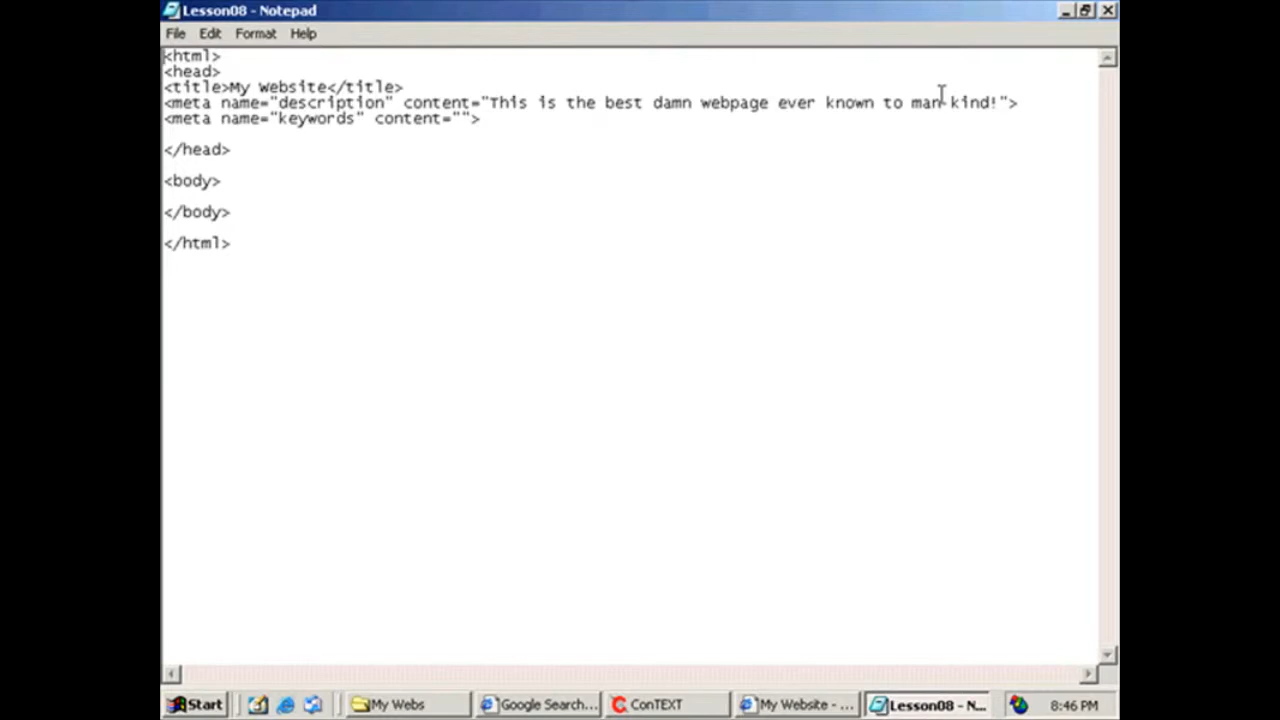 Lesson08 - Notepad
File Edit Format Help
<html>
<head>
<title>My Website</title>
<meta name="description" content="This is the best damn webpage ever known to man kind!">
<meta name="keywords" content="">
</head>
<body>
</body>
</html>
Start My Webs Google Search... ConTEXT My Website - ... Lesson08 - N... 8:46 PM